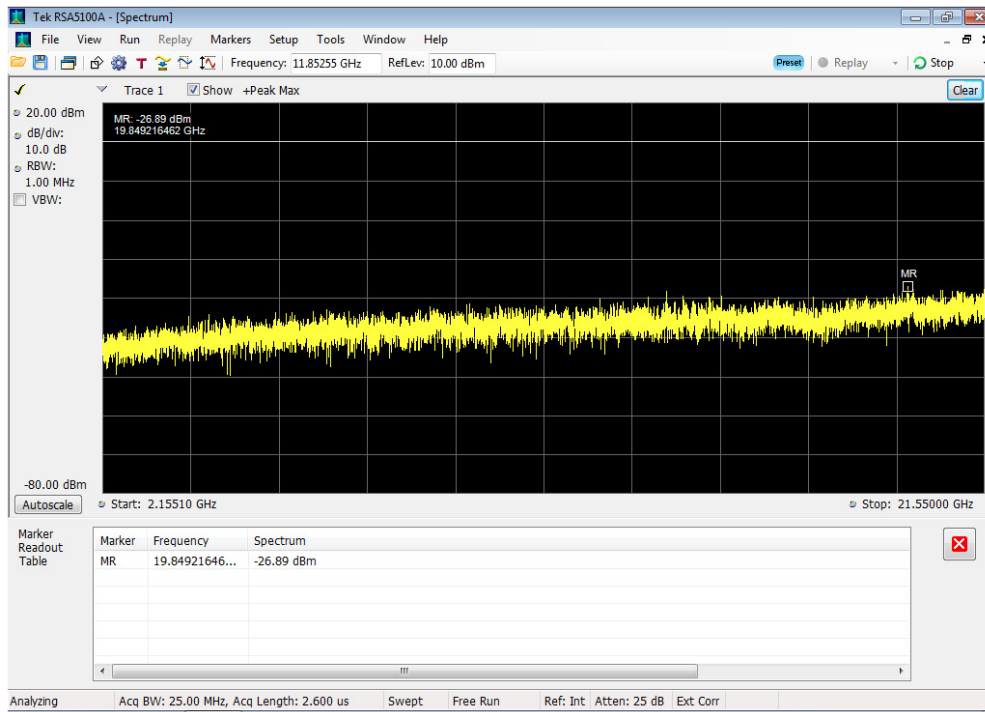 Tek RSA5100A - [Spectrum]
File View Run Replay Markers Setup Tools Window Help
T Frequency: 11.85255 GHz RefLev: 10.00 dBm Preset Replay Stop
Trace 1 Show +Peak Max Clear
20.00 dBm
dB/div:
10.0 dB
RBW:
1.00 MHz
VBW:
MR: -26.89 dBm
19.849216462 GHz
MR
-80.00 dBm
Autoscale Start: 2.15510 GHz Stop: 21.55000 GHz
Marker
Readout
Table
Marker Frequency Spectrum
MR 19.84921646... -26.89 dBm
Analyzing Acq BW: 25.00 MHz, Acq Length: 2.600 us Swept Free Run Ref: Int Atten: 25 dB Ext Corr